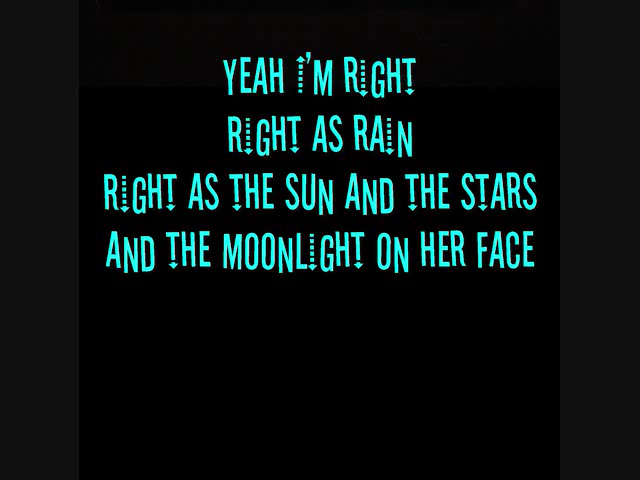 YEAH I'M RIGHT
RIGHT AS RAIN
RIGHT AS THE SUN AND THE STARS
AND THE MOONLIGHT ON HER FACE